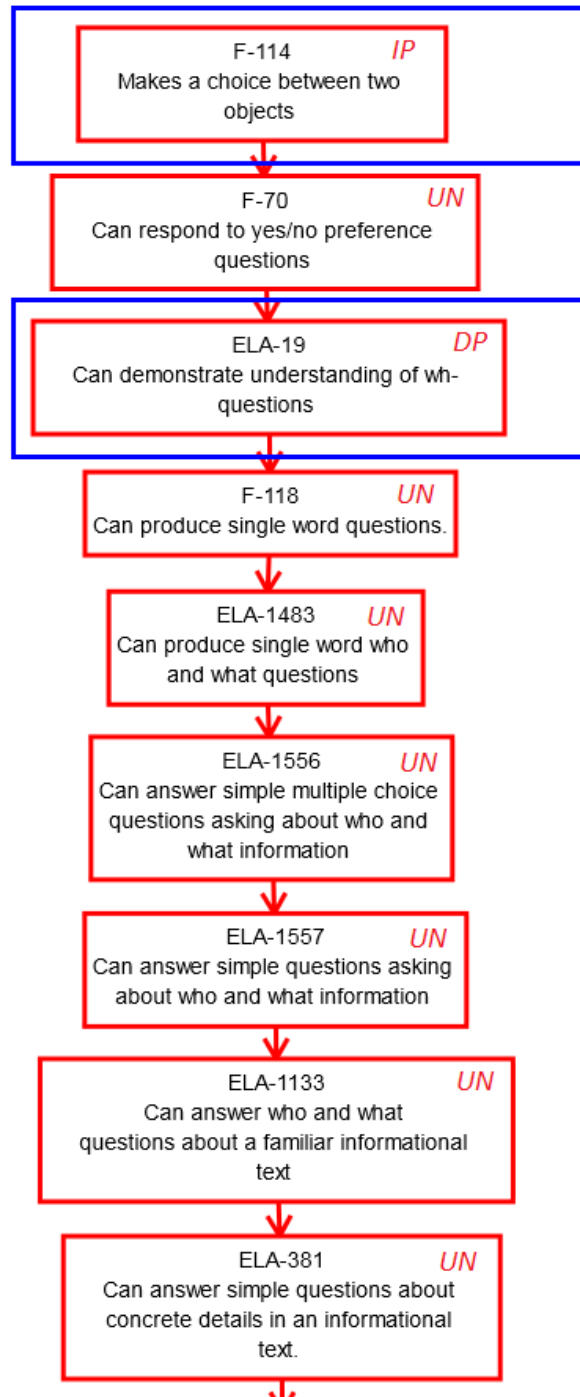 F-114 IP
Makes a choice between two
objects
F-70 UN
Can respond to yes/no preference
questions
ELA-19 DP
Can demonstrate understanding of wh-
questions
F-118 UN
Can produce single word questions.
ELA-1483 UN
Can produce single word who
and what questions
ELA-1556 UN
Can answer simple multiple choice
questions asking about who and
what information
ELA-1557 UN
Can answer simple questions asking
about who and what information
ELA-1133 UN
Can answer who and what
questions about a familiar informational
text
ELA-381 UN
Can answer simple questions about
concrete details in an informational
text.